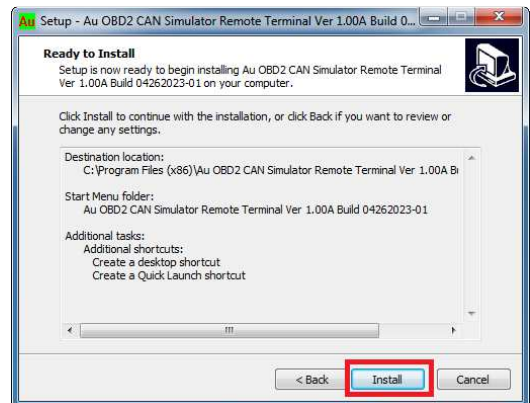 Au Setup - Au OBD2 CAN Simulator Remote Terminal Ver 1.00A Build 0...
Ready to Install
Setup is now ready to begin installing Au OBD2 CAN Simulator Remote Terminal
Ver 1.00A Build 04262023-01 on your computer.
Click Install to continue with the installation, or click Back if you want to review or
change any settings.
Destination location:
C:\Program Files (x86)\Au OBD2 CAN Simulator Remote Terminal Ver 1.00A
Start Menu folder:
Au OBD2 CAN Simulator Remote Terminal Ver 1.00A Build 04262023-01
Additional tasks:
Additional shortcuts:
Create a desktop shortcut
Create a Quick Launch shortcut
< Back Install Cancel